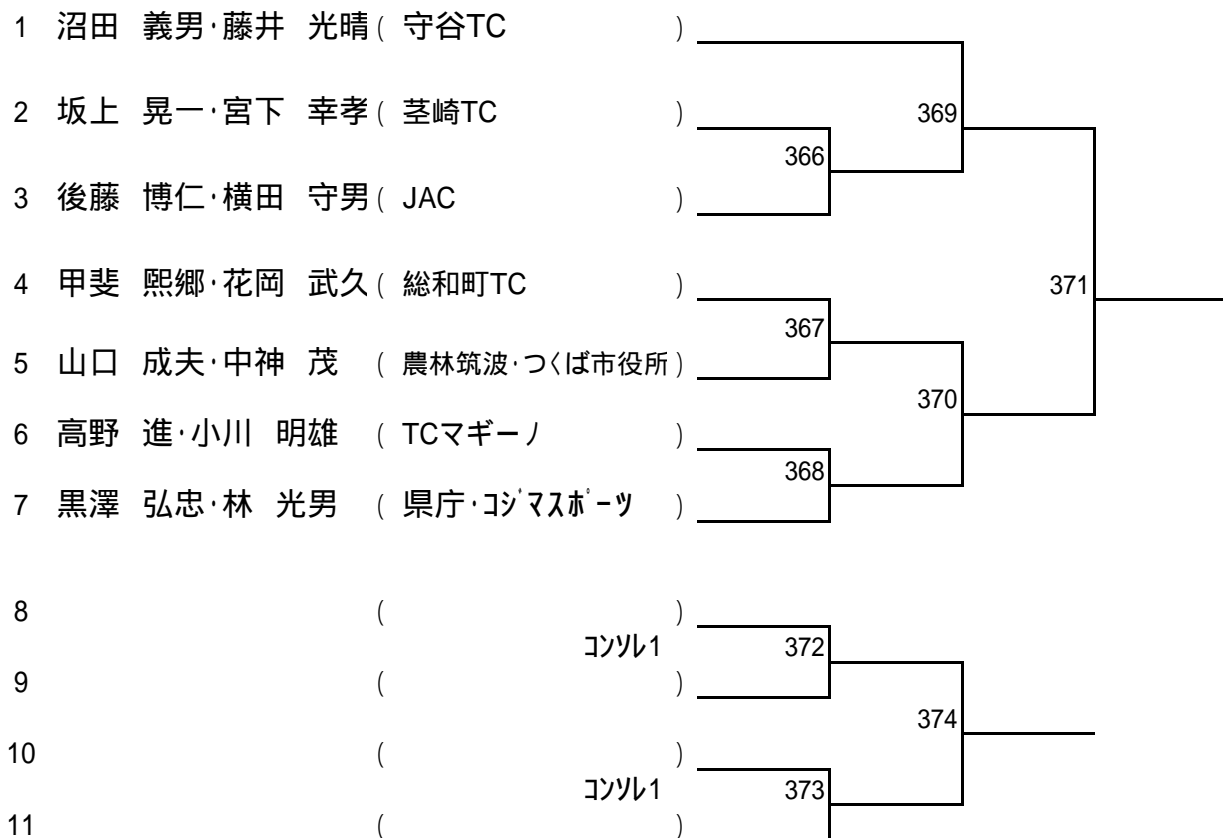 1 沼田 義男･藤井 光晴 ( 守谷TC )
369
2 坂上 晃一･宮下 幸孝 ( 茎崎TC )
366
3 後藤 博仁･横田 守男 ( JAC )
4 甲斐 煕郷･花岡 武久 ( 総和町TC )
371
367
5 山口 成夫･中神 茂 ( 農林筑波･つくば市役所 )
370
6 高野 進･小川 明雄 ( TCマギーノ )
368
7 黒澤 弘忠･林 光男 ( 県庁･ｺｼﾞﾏｽﾎﾟｰﾂ )
8 ( )
ｺﾝｿﾚ1 372
9 ( )
374
10 ( )
ｺﾝｿﾚ1 373
11 ( )